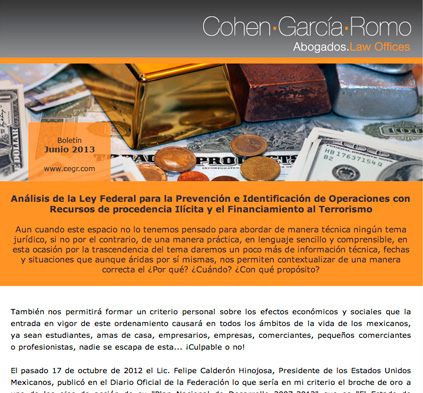 Cohen·García·Romo
Abogados.Law Offices
Boletín
Junio 2013
www.cegr.com
H 17637154
Análisis de la Ley Federal para la Prevención e Identificación de Operaciones con
Recursos de procedencia Ilícita y el Financiamiento al Terrorismo
Aun cuando este espacio no lo tenemos pensado para abordar de manera técnica ningún tema
jurídico, si no por el contrario, de una manera práctica, en lenguaje sencillo y comprensible, en
esta ocasión por la trascendencia del tema daremos un poco más de información técnica, fechas
y situaciones que aunque áridas por sí mismas, nos permiten contextualizar de una manera
correcta el ¿Por qué? ¿Cuándo? ¿Con qué propósito?
También nos permitirá formar un criterio personal sobre los efectos económicos y sociales que la
entrada en vigor de este ordenamiento causará en todos los ámbitos de la vida de los mexicanos,
ya sean estudiantes, amas de casa, empresarios, empresas, comerciantes, pequeños comerciantes
o profesionistas, nadie se escapa de esta... ¡Culpable o no!
El pasado 17 de octubre de 2012 el Lic. Felipe Calderón Hinojosa, Presidente de los Estados Unidos
Mexicanos, publicó en el Diario Oficial de la Federación lo que sería en mi criterio el broche de oro a